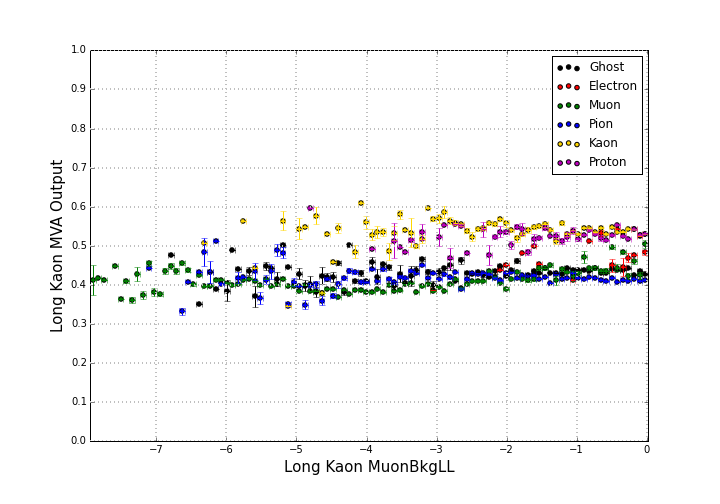 1.0
0.9
0.8
0.7
0.6
0.5
0.4
0.3
0.2
0.1
0.0
Long Kaon MVA Output
Ghost
Electron
Muon
Pion
Kaon
Proton
−7 −6 −5 −4 −3 −2 −1 0
Long Kaon MuonBkgLL